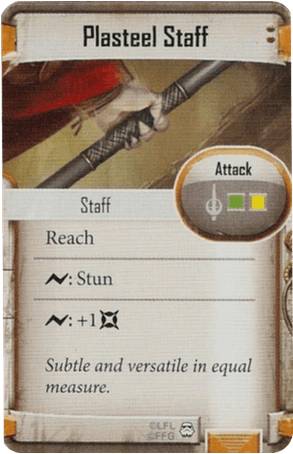 Plasteel Staff
Attack
Staff
Reach
: Stun
: +1
Subtle and versatile in equal
measure.
©LFL
©FFG